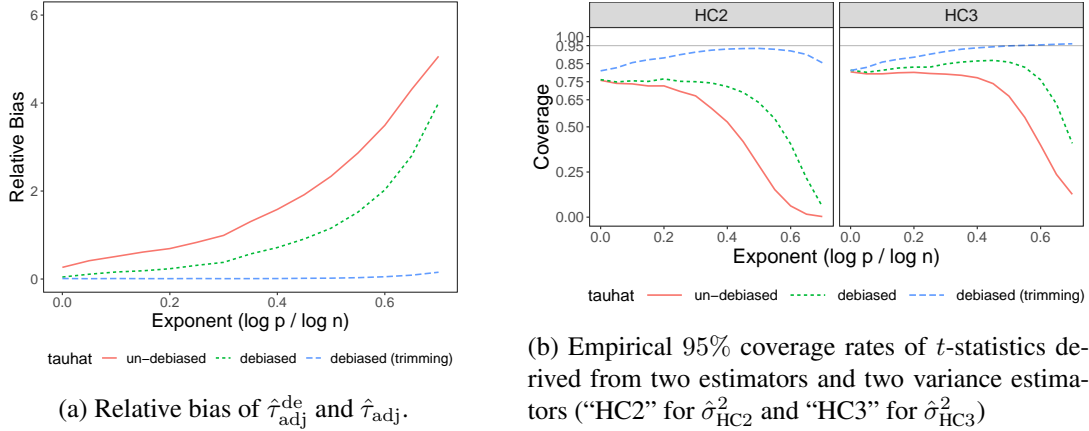 Relative Bias
6
4
2
0
0.0 0.2 0.4 0.6
Exponent (log p / log n)
tauhat un−debiased debiased debiased (trimming)
(a) Relative bias of τ̂_adj^de and τ̂_adj.
HC2 HC3
Coverage
1.00
0.95
0.85
0.75
0.65
0.50
0.25
0.00
0.0 0.2 0.4 0.6 0.0 0.2 0.4 0.6
Exponent (log p / log n)
tauhat un−debiased debiased debiased (trimming)
(b) Empirical 95% coverage rates of t-statistics de-
rived from two estimators and two variance estima-
tors (“HC2” for σ̂²_HC2 and “HC3” for σ̂²_HC3)